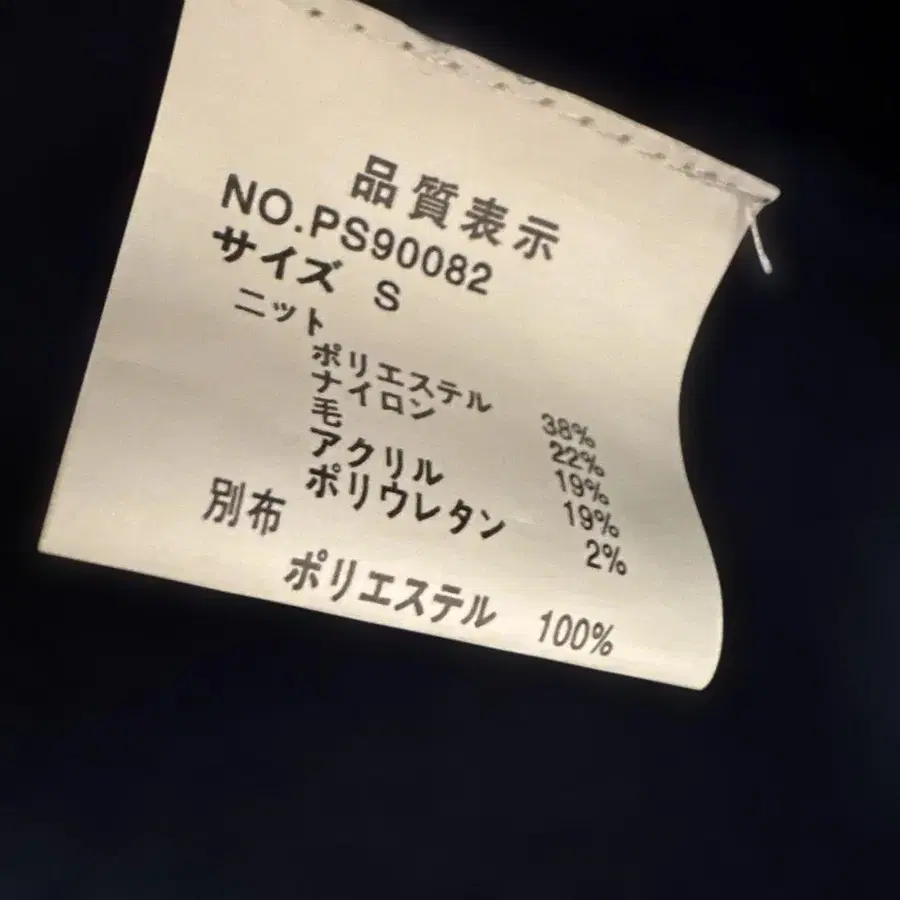 品質表示
NO.PS90082
サイズ S
ニット
ポリエステル 38%
ナイロン 22%
毛 19%
アクリル 19%
ポリウレタン 2%
別布
ポリエステル 100%